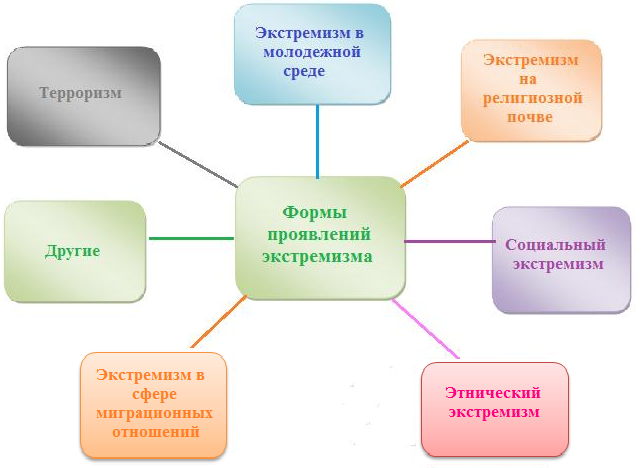 Экстремизм в
молодежной
среде
Терроризм
Экстремизм
на
религиозной
почве
Формы
проявлений
экстремизма
Другие
Социальный
экстремизм
Экстремизм в
сфере
миграционных
отношений
Этнический
экстремизм